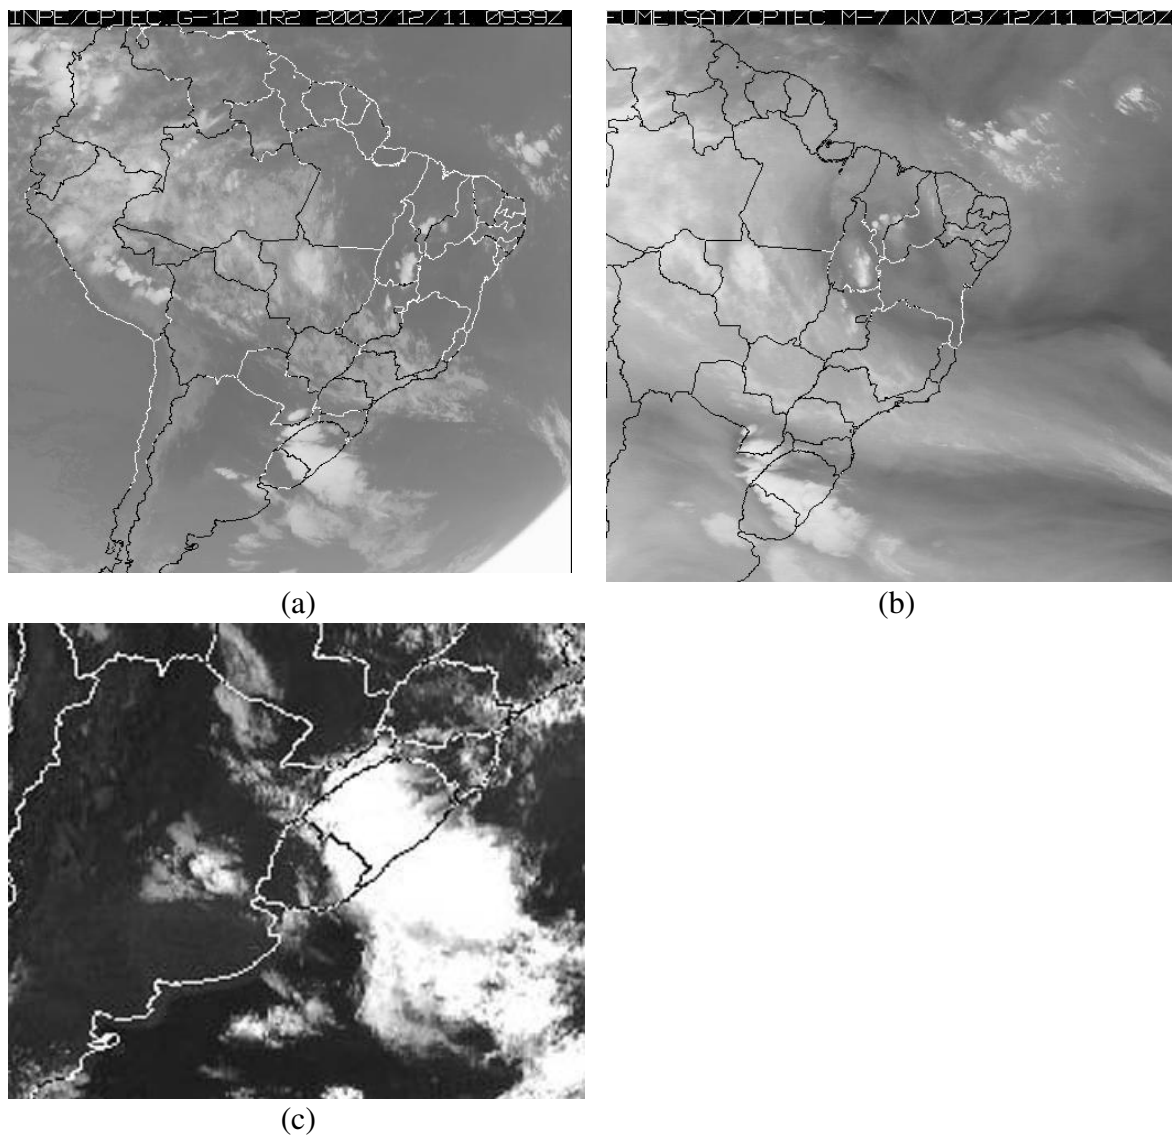 INPE/CPTEC G-12 IR2 2003/12/11 0939Z
EUMETSAT/CPTEC M-7 WV 03/12/11 0900Z
(a)
(b)
(c)